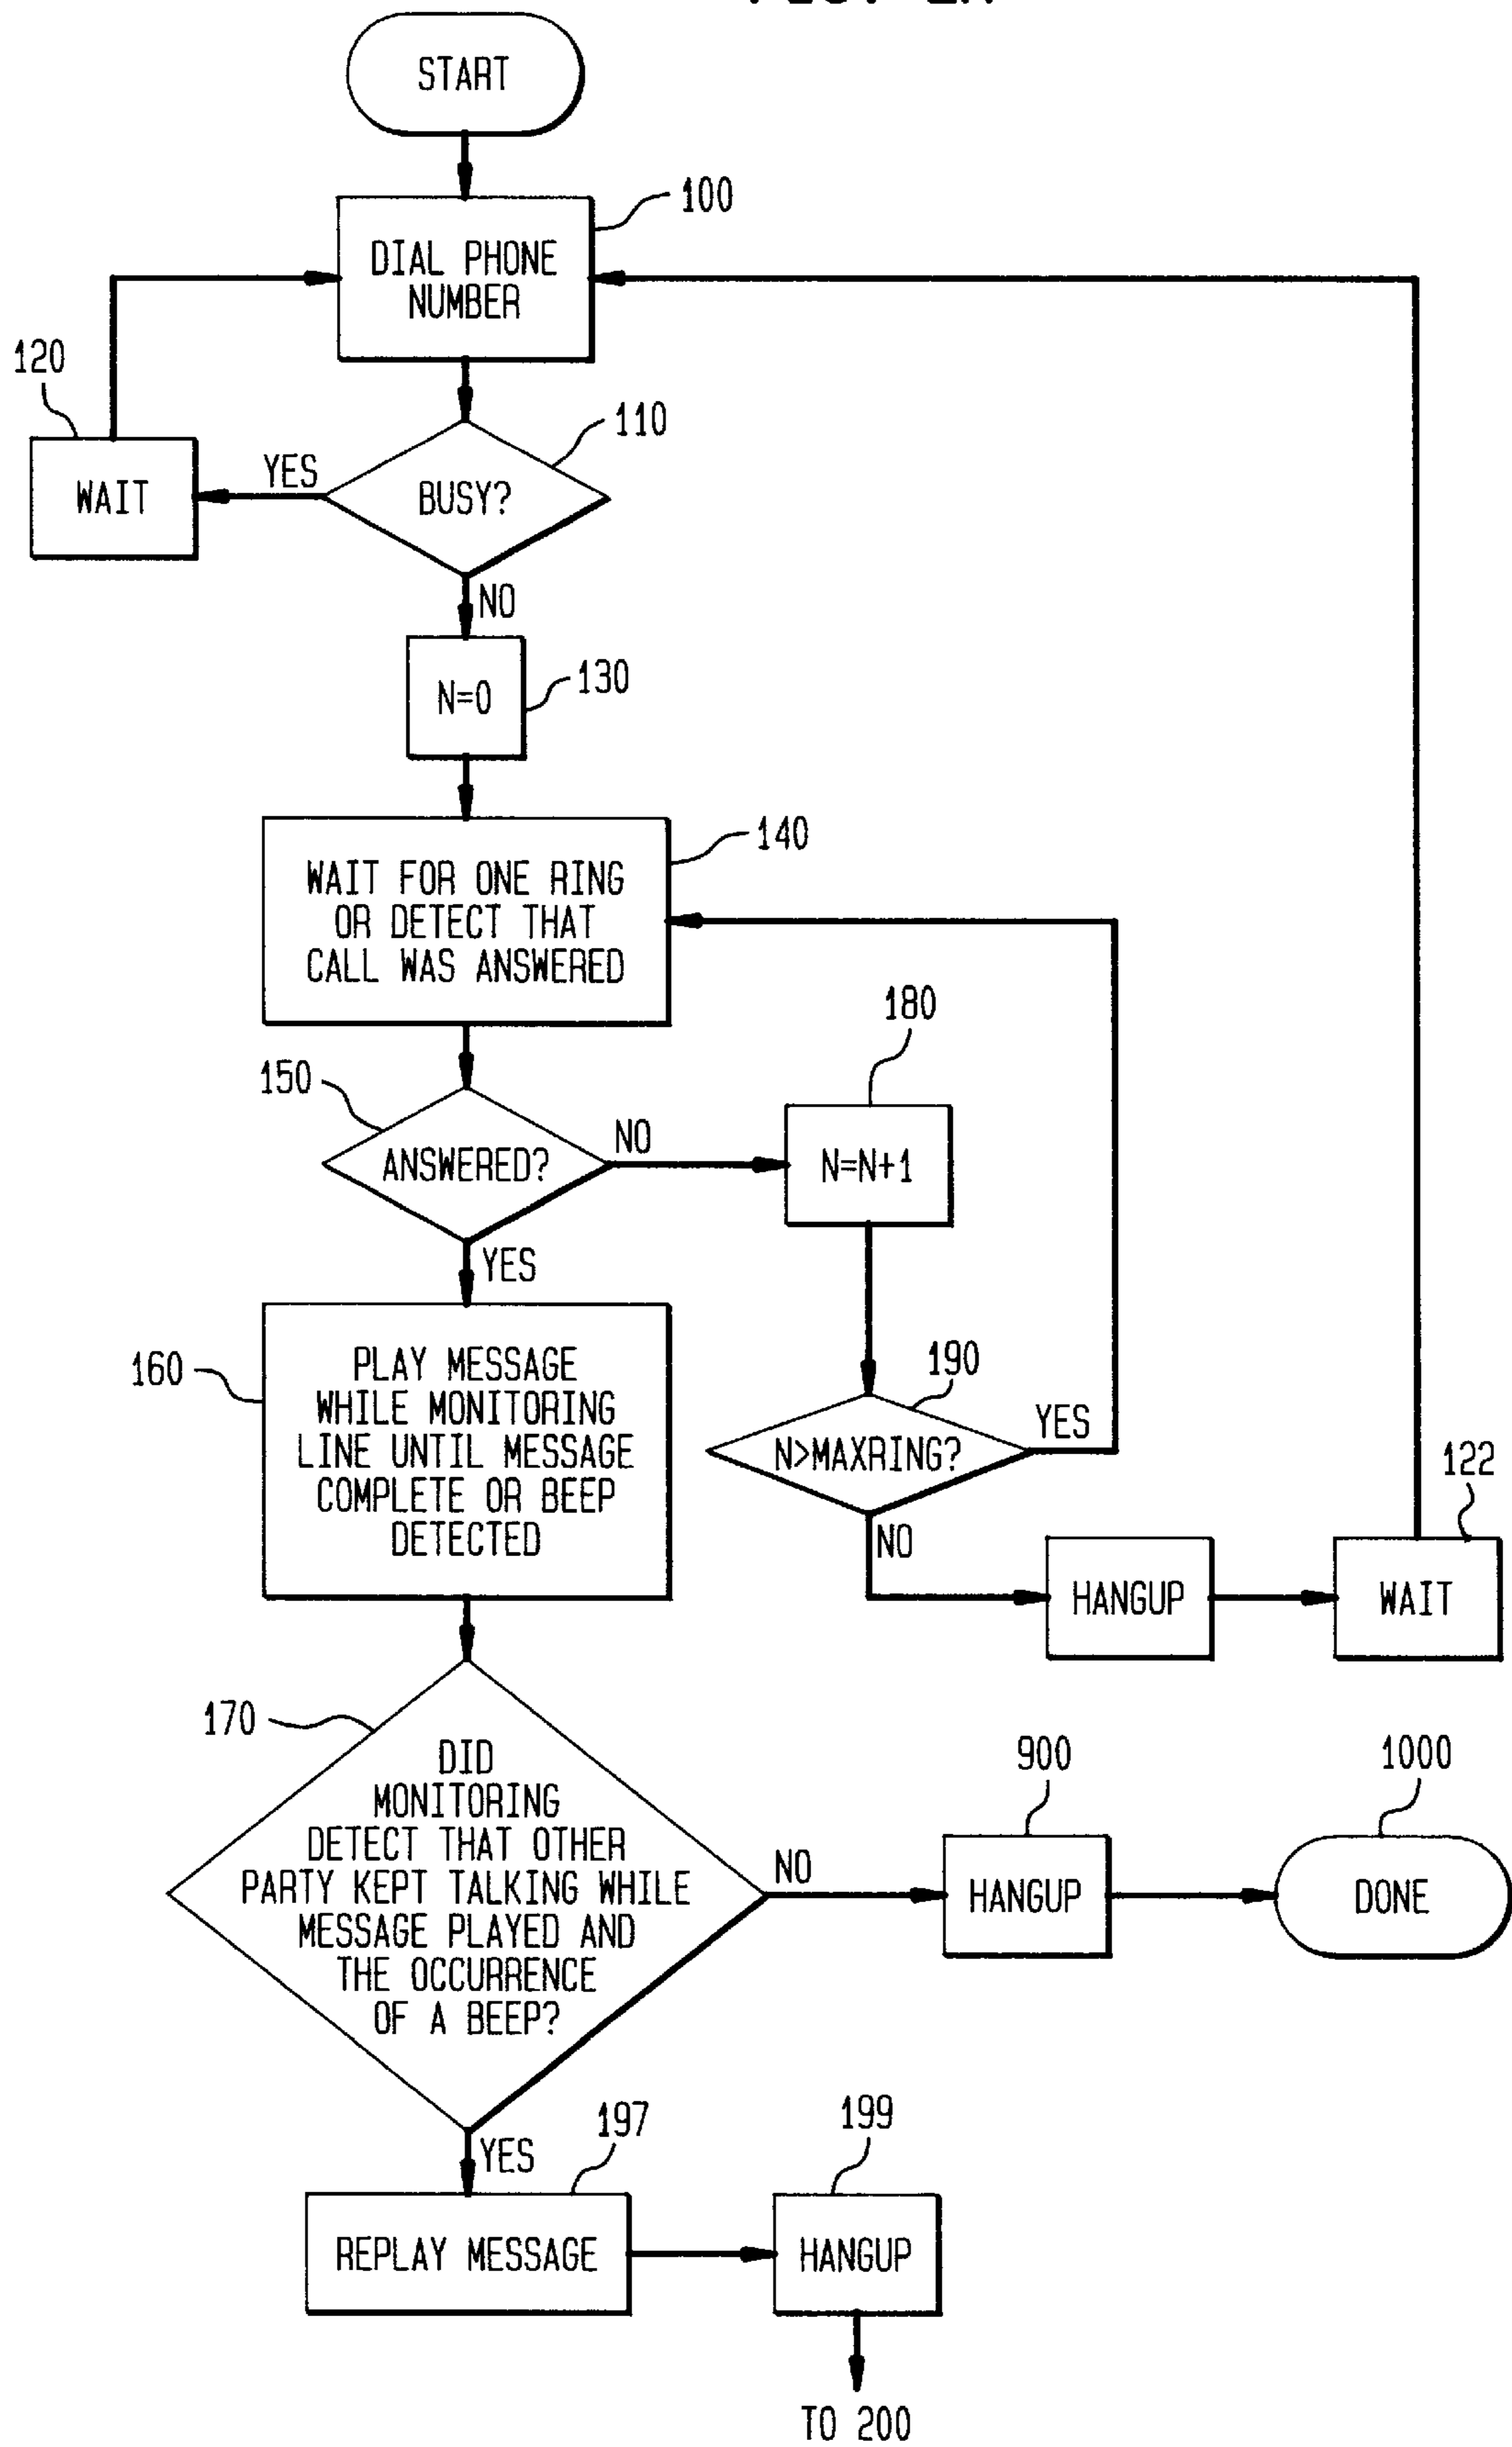 START
100
DIAL PHONE
NUMBER
120
110
WAIT
YES
BUSY?
NO
N=0
130
140
WAIT FOR ONE RING
OR DETECT THAT
CALL WAS ANSWERED
180
150
ANSWERED?
NO
N=N+1
YES
160
PLAY MESSAGE
WHILE MONITORING
LINE UNTIL MESSAGE
COMPLETE OR BEEP
DETECTED
190
N>MAXRING?
YES
122
NO
HANGUP
WAIT
170
DID
MONITORING
DETECT THAT OTHER
PARTY KEPT TALKING WHILE
MESSAGE PLAYED AND
THE OCCURRENCE
OF A BEEP?
NO
900
HANGUP
1000
DONE
YES
197
REPLAY MESSAGE
199
HANGUP
TO 200